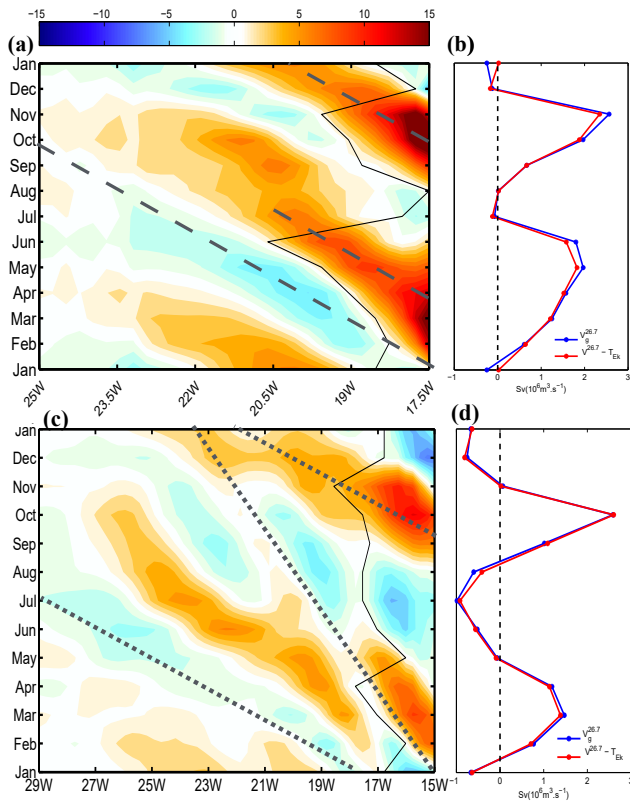 −15 −10 −5 0 5 10 15
(a) (b)
Jan
Dec
Nov
Oct
Sep
Aug
Jul
Jun
May
Apr
Mar
Feb
Jan
25W 23.5W 22W 20.5W 19W 17.5W
V_g^26.7
V^26.7 − T_Ek
−1 0 1 2 3
Sv(10^6m^3.s^-1)
(c) (d)
Jan
Dec
Nov
Oct
Sep
Aug
Jul
Jun
May
Apr
Mar
Feb
Jan
29W 27W 25W 23W 21W 19W 17W 15W
V_g^26.7
V^26.7 − T_Ek
−1 0 1 2 3
Sv(10^6m^3.s^-1)